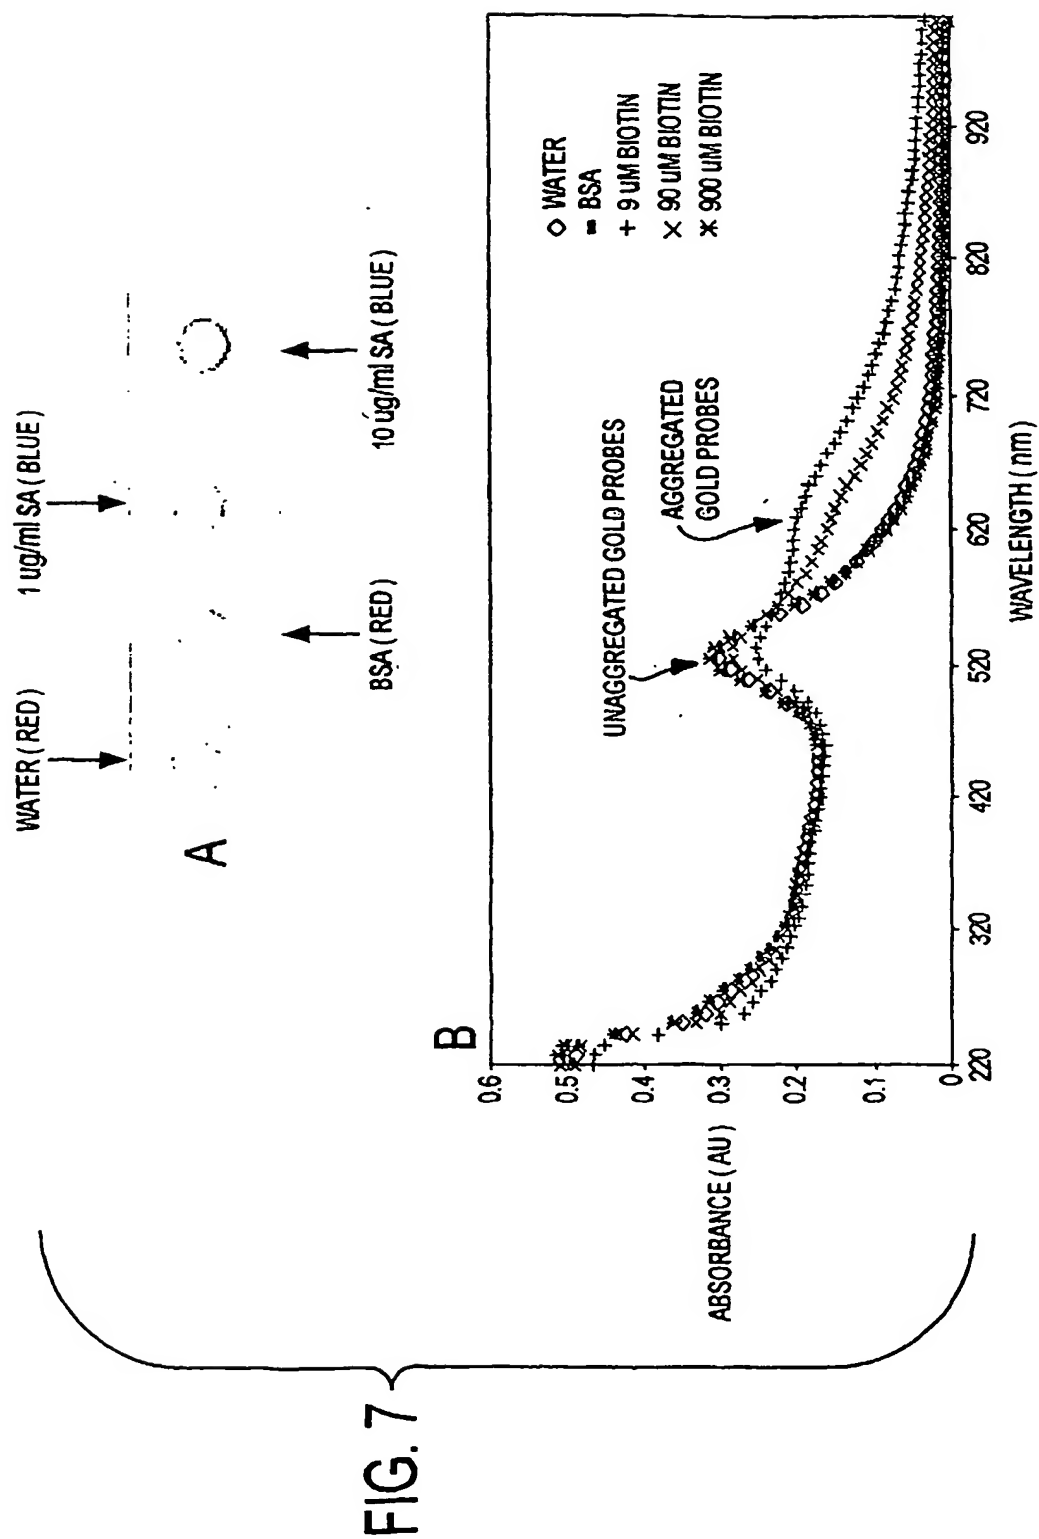 FIG. 7
A
WATER ( RED )
1 ug/ml SA ( BLUE )
BSA ( RED )
10 ug/ml SA ( BLUE )
B
ABSORBANCE ( AU )
0.6
0.5
0.4
0.3
0.2
0.1
0
UNAGGREGATED GOLD PROBES
AGGREGATED
GOLD PROBES
WATER
BSA
9 uM BIOTIN
90 uM BIOTIN
900 uM BIOTIN
220
320
420
520
620
720
820
920
WAVELENGTH ( nm )